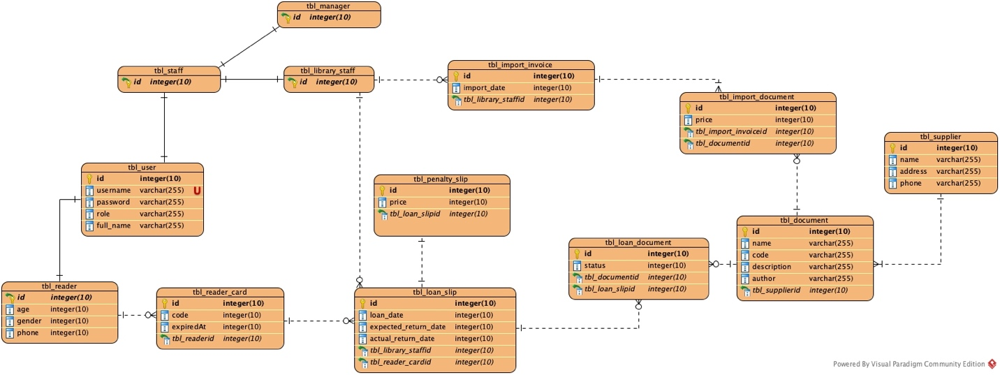 tbl_manager
id integer(10)
tbl_staff
id integer(10)
tbl_library_staff
id integer(10)
tbl_import_invoice
id integer(10)
import_date integer(10)
tbl_library_staffid integer(10)
tbl_import_document
id integer(10)
price integer(10)
tbl_import_invoiceid integer(10)
tbl_documentid integer(10)
tbl_supplier
id integer(10)
name varchar(255)
address varchar(255)
phone varchar(255)
tbl_user
id integer(10)
username varchar(255) U
password varchar(255)
role varchar(255)
full_name varchar(255)
tbl_penalty_slip
id integer(10)
price integer(10)
tbl_loan_slipid integer(10)
tbl_document
id integer(10)
name varchar(255)
code varchar(255)
description varchar(255)
author varchar(255)
tbl_supplierid integer(10)
tbl_loan_document
id integer(10)
status integer(10)
tbl_documentid integer(10)
tbl_loan_slipid integer(10)
tbl_reader
id integer(10)
age integer(10)
gender integer(10)
phone integer(10)
tbl_reader_card
id integer(10)
code integer(10)
expiredAt integer(10)
tbl_readerid integer(10)
tbl_loan_slip
id integer(10)
loan_date integer(10)
expected_return_date integer(10)
actual_return_date integer(10)
tbl_library_staffid integer(10)
tbl_reader_cardid integer(10)
Powered By Visual Paradigm Community Edition